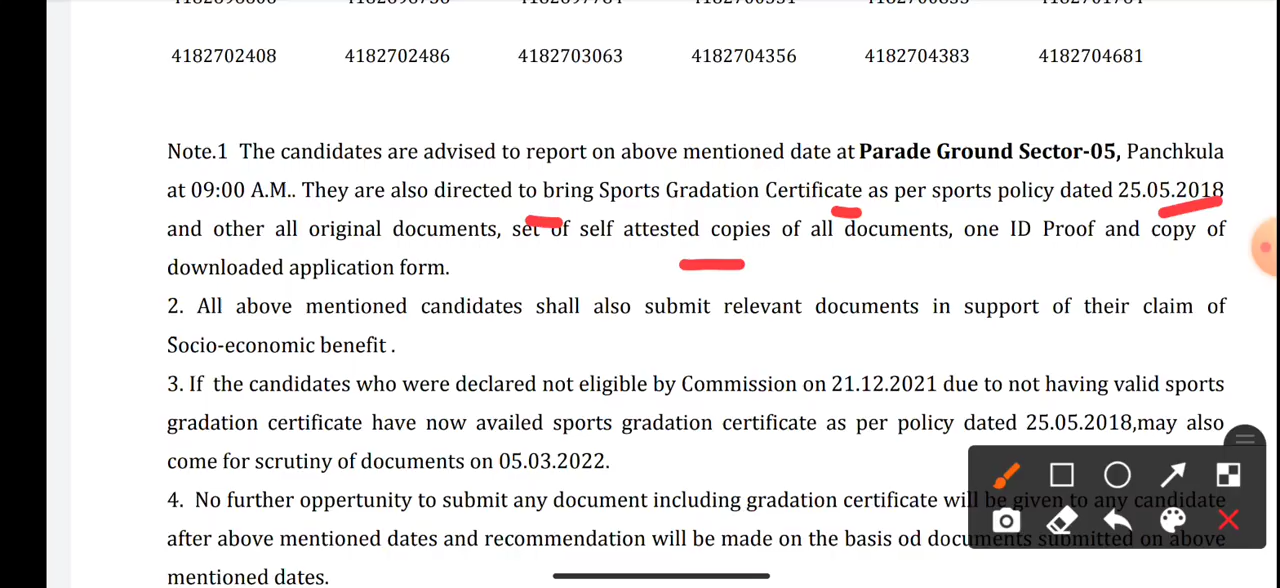 4182702408 4182702486 4182703063 4182704356 4182704383 4182704681
Note.1 The candidates are advised to report on above mentioned date at Parade Ground Sector-05, Panchkula
at 09:00 A.M.. They are also directed to bring Sports Gradation Certificate as per sports policy dated 25.05.2018
and other all original documents, set of self attested copies of all documents, one ID Proof and copy of
downloaded application form.
2. All above mentioned candidates shall also submit relevant documents in support of their claim of
Socio-economic benefit .
3. If the candidates who were declared not eligible by Commission on 21.12.2021 due to not having valid sports
gradation certificate have now availed sports gradation certificate as per policy dated 25.05.2018,may also
come for scrutiny of documents on 05.03.2022.
4. No further oppertunity to submit any document including gradation certificate will be given to any candidate
after above mentioned dates and recommendation will be made on the basis od documents submitted on above
mentioned dates.